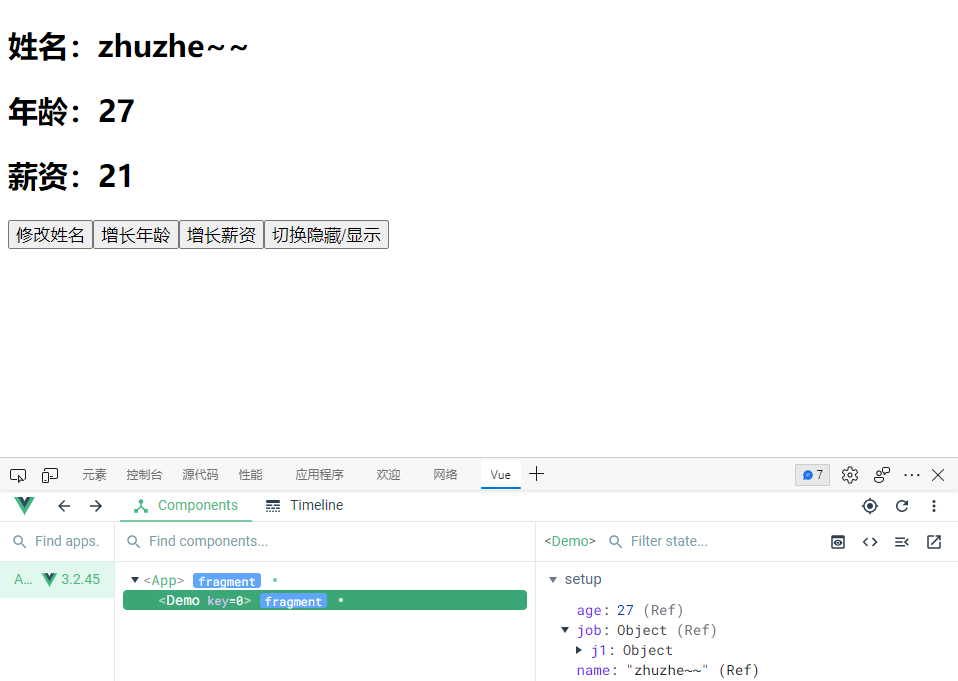 姓名：zhuzhe~~
年龄：27
薪资：21
修改姓名 增长年龄 增长薪资 切换隐藏/显示
元素 控制台 源代码 性能 应用程序 欢迎 网络 Vue 7
Components Timeline
Find apps. Find components... <Demo> Filter state...
A... 3.2.45 <App> fragment setup
<Demo key=0> fragment age: 27 (Ref)
job: Object (Ref)
j1: Object
name: "zhuzhe~~" (Ref)